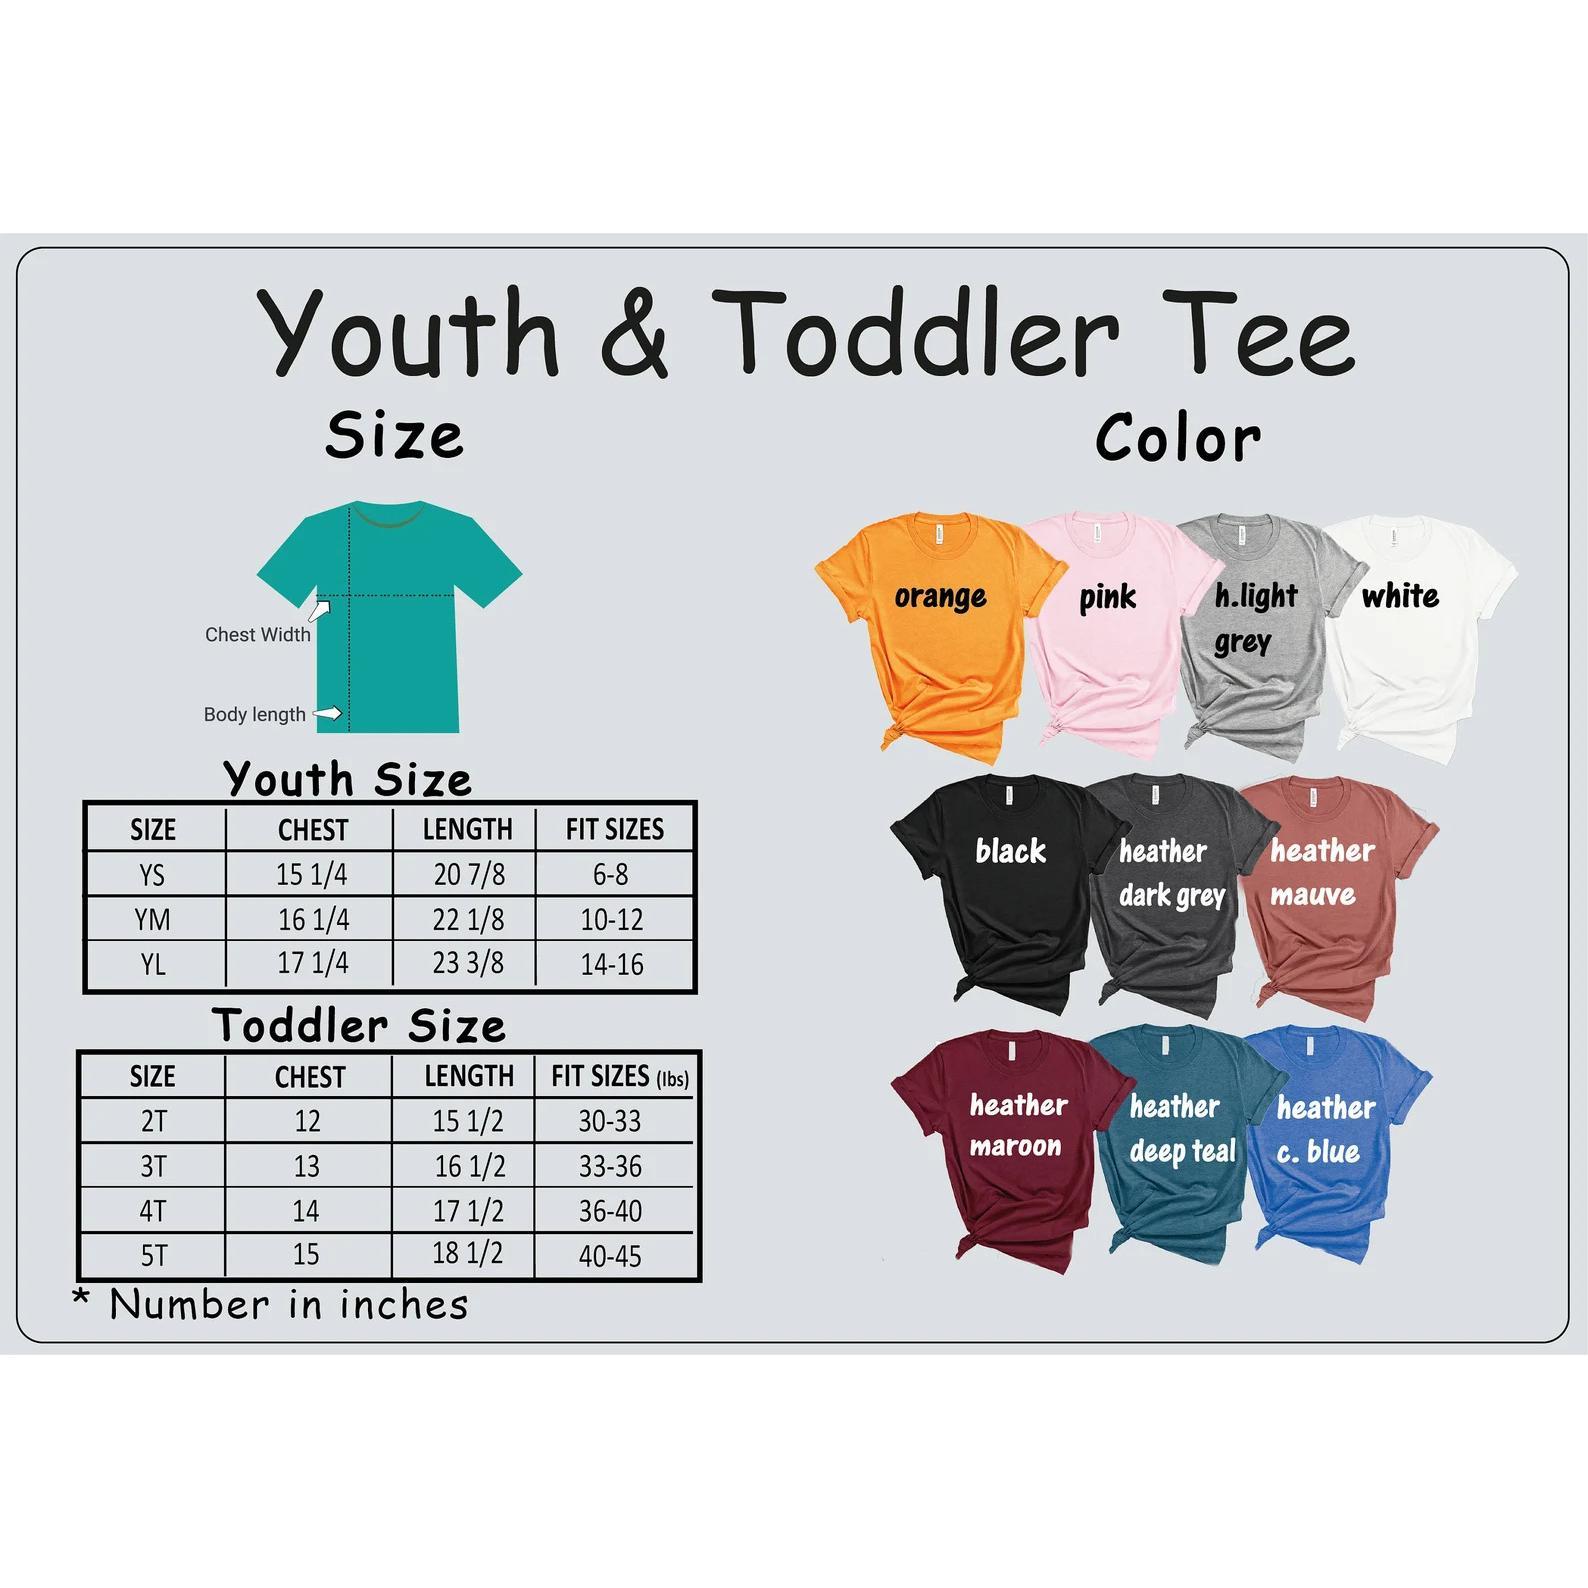 Youth & Toddler Tee
Size
Chest Width
Body length
Youth Size
SIZE CHEST LENGTH FIT SIZES
YS 15 1/4 20 7/8 6-8
YM 16 1/4 22 1/8 10-12
YL 17 1/4 23 3/8 14-16
Toddler Size
SIZE CHEST LENGTH FIT SIZES (lbs)
2T 12 15 1/2 30-33
3T 13 16 1/2 33-36
4T 14 17 1/2 36-40
5T 15 18 1/2 40-45
* Number in inches
Color
orange
pink
h.light
grey
white
black
heather
dark grey
heather
mauve
heather
maroon
heather
deep teal
heather
c. blue